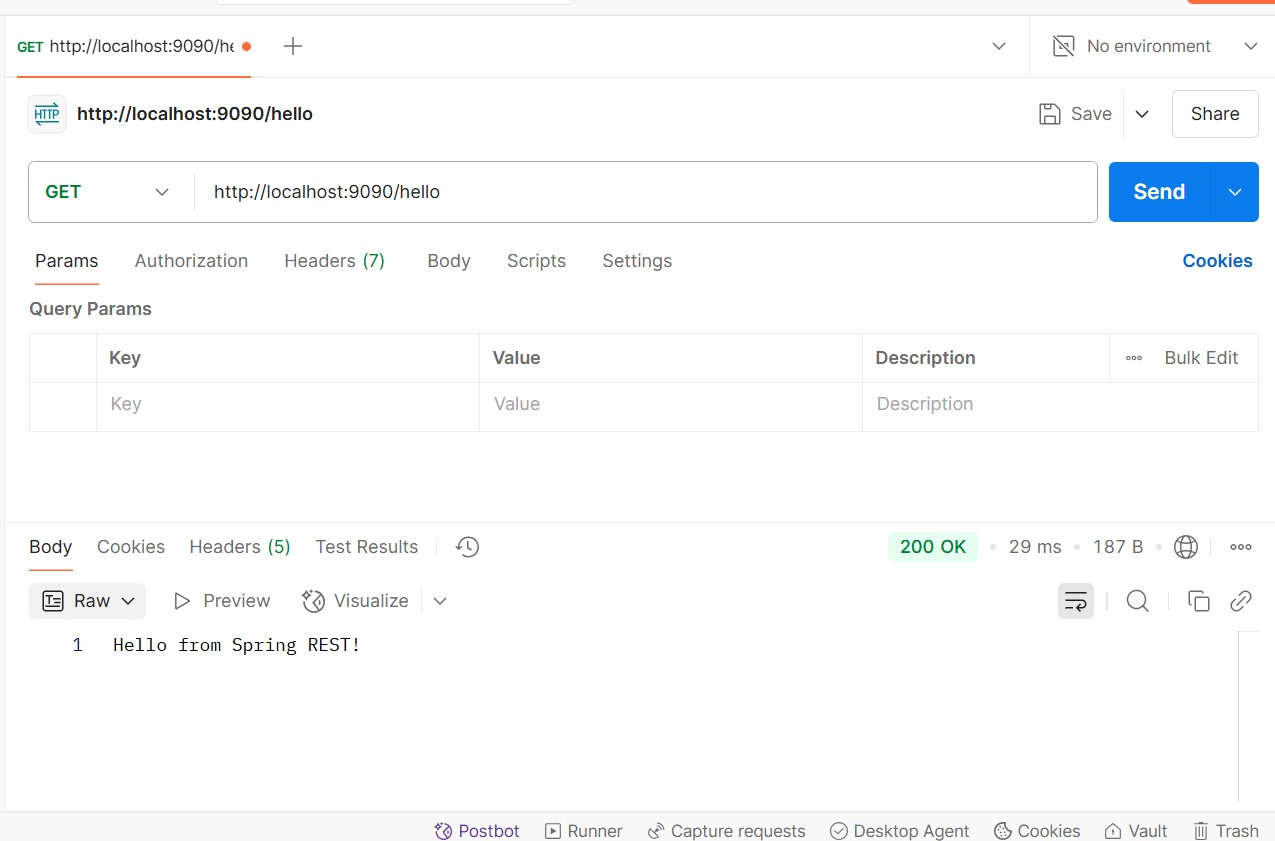 GET http://localhost:9090/he
No environment
HTTP http://localhost:9090/hello
Save
Share
GET http://localhost:9090/hello
Send
Params Authorization Headers (7) Body Scripts Settings Cookies
Query Params
Key Value Description Bulk Edit
Key Value Description
Body Cookies Headers (5) Test Results 200 OK 29 ms 187 B
Raw Preview Visualize
1 Hello from Spring REST!
Postbot Runner Capture requests Desktop Agent Cookies Vault Trash